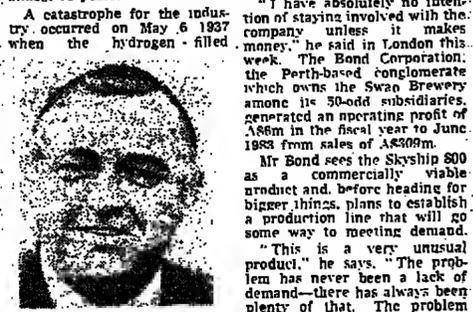 A catastrophe for the indus-
try occurred on May 6 1937
when the hydrogen-filled
"I have absolutely no inten-
tion of staying involved with the
company unless it makes
money," he said in London this
week. The Bond Corporation,
the Perth-based conglomerate
which owns the Swan Brewery
among its 50-odd subsidiaries,
generated an operating profit of
A$6m in the fiscal year to June
1983 from sales of A$309m.
Mr Bond sees the Skyship 600
as a commercially viable
product and, before heading for
bigger things, plans to establish
a production line that will go
some way to meeting demand.
"This is a very unusual
product," he says. "The prob-
lem has never been a lack of
demand—there has always been
plenty of that. The problem